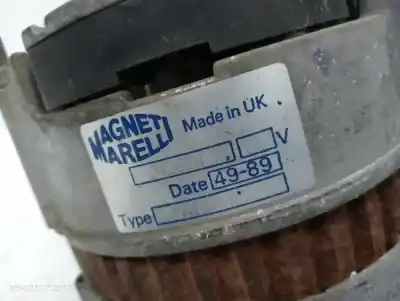 MAGNETI
MARELLI
Made in UK
V
Date 49-89
Type